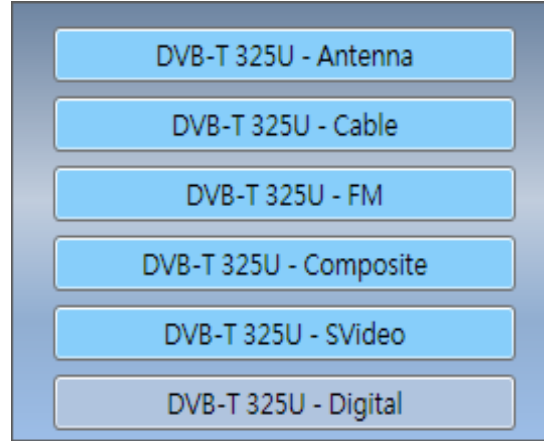 DVB-T 325U - Antenna
DVB-T 325U - Cable
DVB-T 325U - FM
DVB-T 325U - Composite
DVB-T 325U - SVideo
DVB-T 325U - Digital